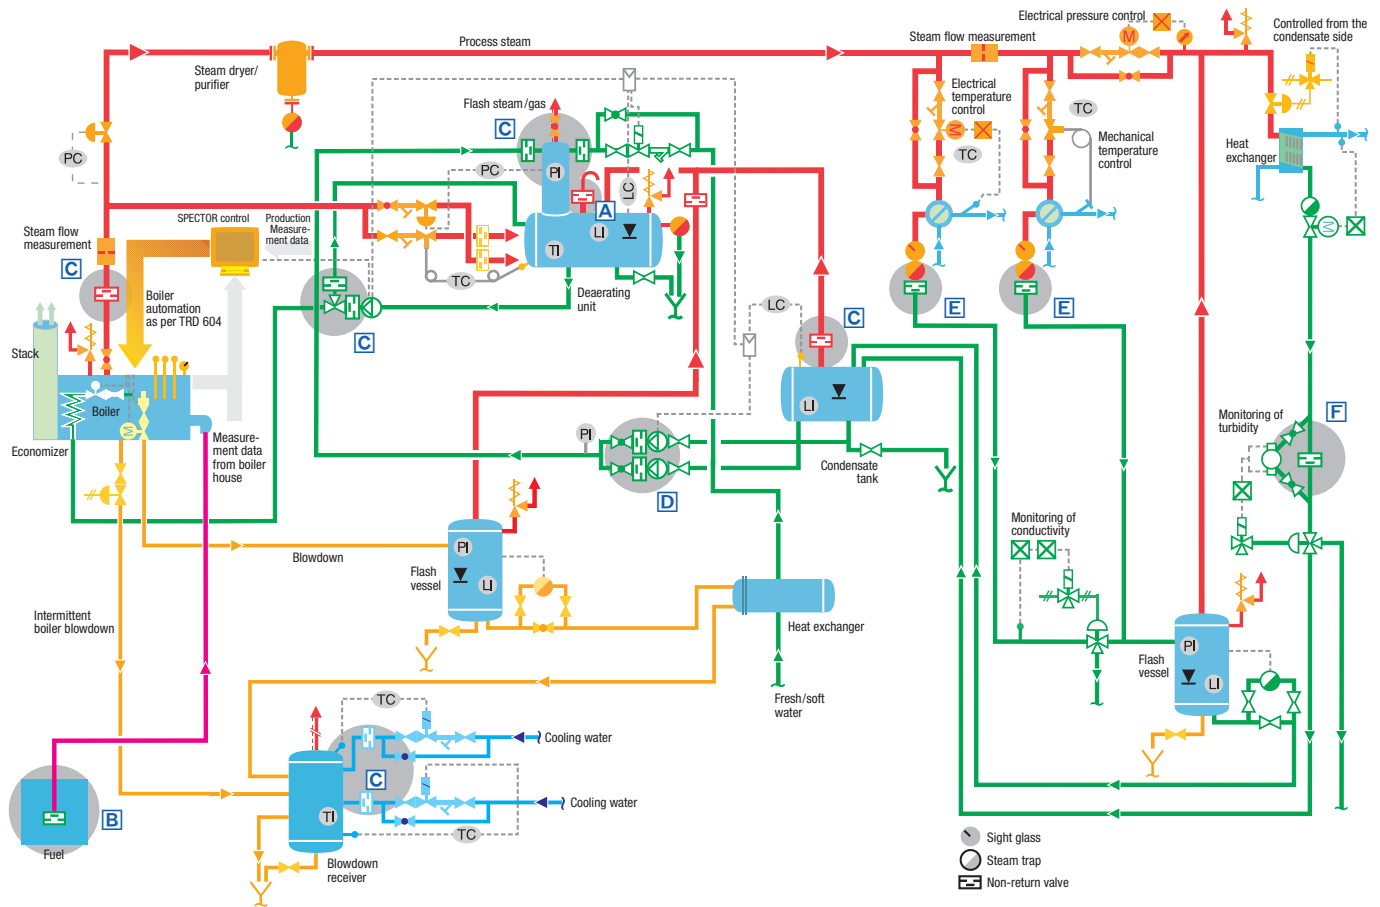 Electrical pressure control
Process steam
Steam flow measurement
M
Controlled from the
condensate side
Steam dryer/
purifier
Electrical
temperature
control
Flash steam/gas
TC
C
M
Mechanical
temperature
control
PC
TC
Heat
exchanger
PC
PI
LC
A
SPECTOR control
Production
Measure-
ment data
LI
M
Steam flow
measurement
TI
C
TC
Boiler
automation
as per TRD 604
Deaerating
unit
E
E
LC
C
C
Stack
LI
Boiler
M
Measure-
ment data
from boiler
house
Economizer
PI
Monitoring of
turbidity
F
Condensate
tank
D
Monitoring of
conductivity
Blowdown
PI
Flash
vessel
LI
Intermittent
boiler blowdown
Heat exchanger
PI
Flash
vessel
LI
Fresh/soft
water
TC
Cooling water
C
Cooling water
TI
TC
B
Fuel
Blowdown
receiver
Sight glass
Steam trap
Non-return valve